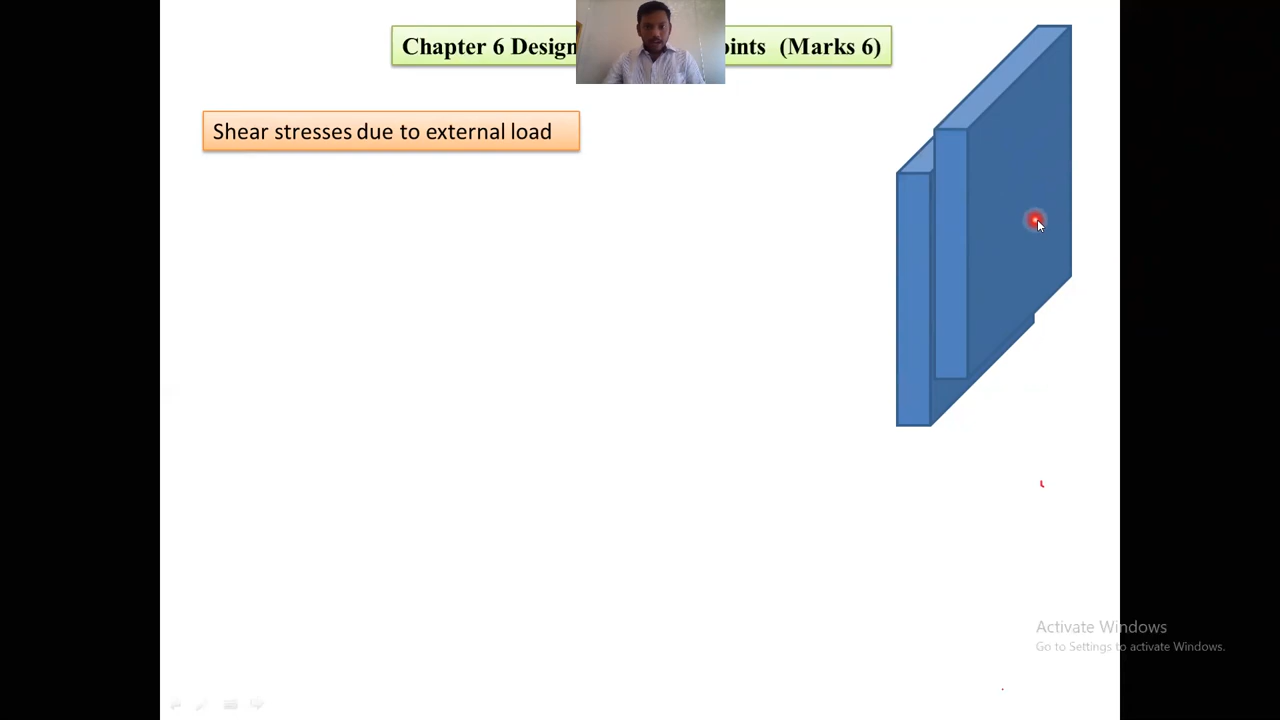 Chapter 6 Design
oints (Marks 6)
Shear stresses due to external load
Activate Windows
Go to Settings to activate Windows.